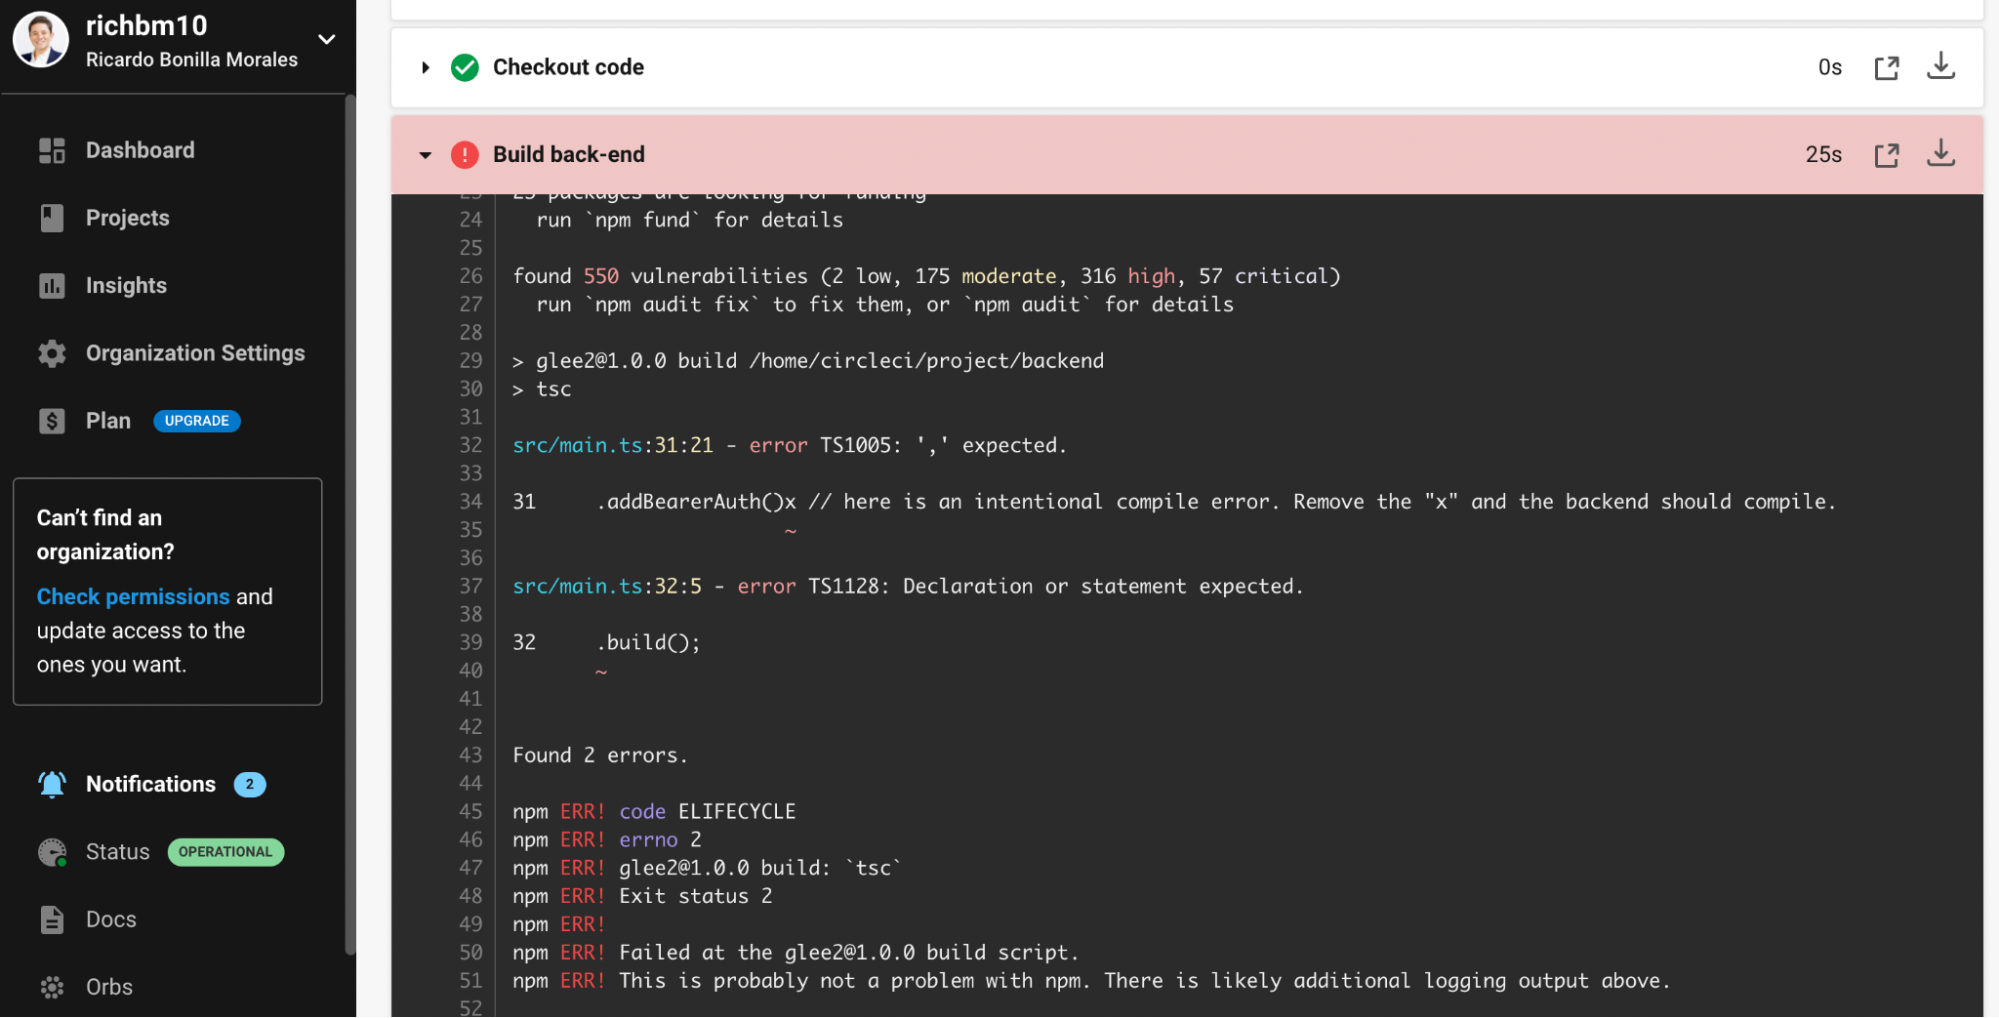 richbm10
Ricardo Bonilla Morales
Dashboard
Projects
Insights
Organization Settings
Plan UPGRADE
Can't find an
organization?
Check permissions and
update access to the
ones you want.
Notifications 2
Status OPERATIONAL
Docs
Orbs
Checkout code 0s
! Build back-end 25s
23 packages are looking for funding
24 run `npm fund` for details
25
26 found 550 vulnerabilities (2 low, 175 moderate, 316 high, 57 critical)
27 run `npm audit fix` to fix them, or `npm audit` for details
28
29 > glee2@1.0.0 build /home/circleci/project/backend
30 > tsc
31
32 src/main.ts:31:21 - error TS1005: ',' expected.
33
34 31 .addBearerAuth()x // here is an intentional compile error. Remove the "x" and the backend should compile.
35 ~
36
37 src/main.ts:32:5 - error TS1128: Declaration or statement expected.
38
39 32 .build();
40 ~
41
42
43 Found 2 errors.
44
45 npm ERR! code ELIFECYCLE
46 npm ERR! errno 2
47 npm ERR! glee2@1.0.0 build: `tsc`
48 npm ERR! Exit status 2
49 npm ERR!
50 npm ERR! Failed at the glee2@1.0.0 build script.
51 npm ERR! This is probably not a problem with npm. There is likely additional logging output above.
52